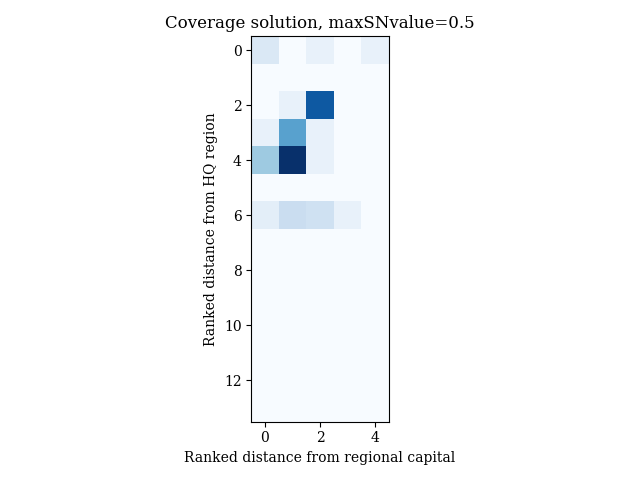 Coverage solution, maxSNvalue=0.5
0
2
4
6
8
10
12
Ranked distance from HQ region
0 2 4
Ranked distance from regional capital